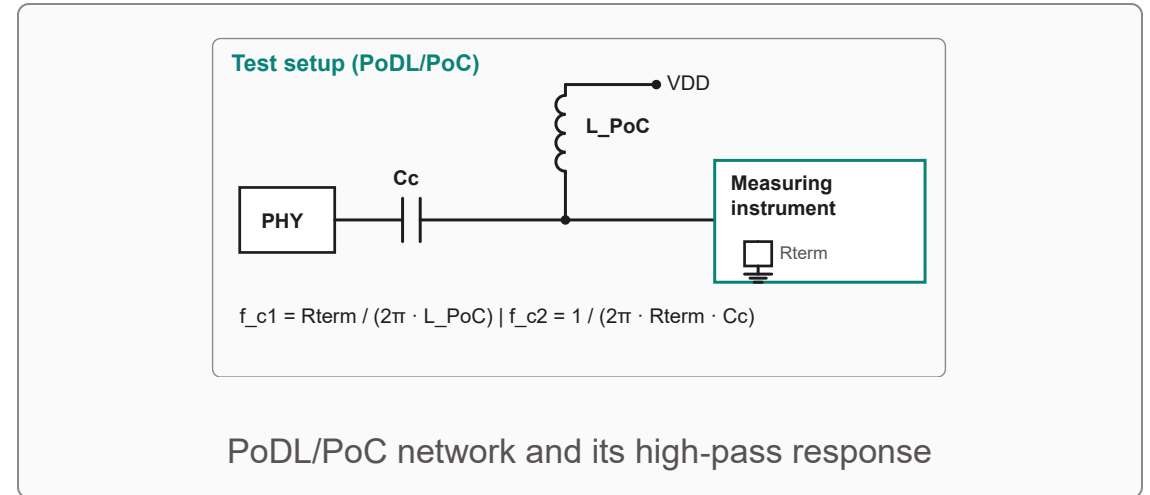 Test setup (PoDL/PoC)
VDD
L_PoC
Cc
PHY
Measuring
instrument
Rterm
f_c1 = Rterm / (2π · L_PoC) | f_c2 = 1 / (2π · Rterm · Cc)
PoDL/PoC network and its high-pass response